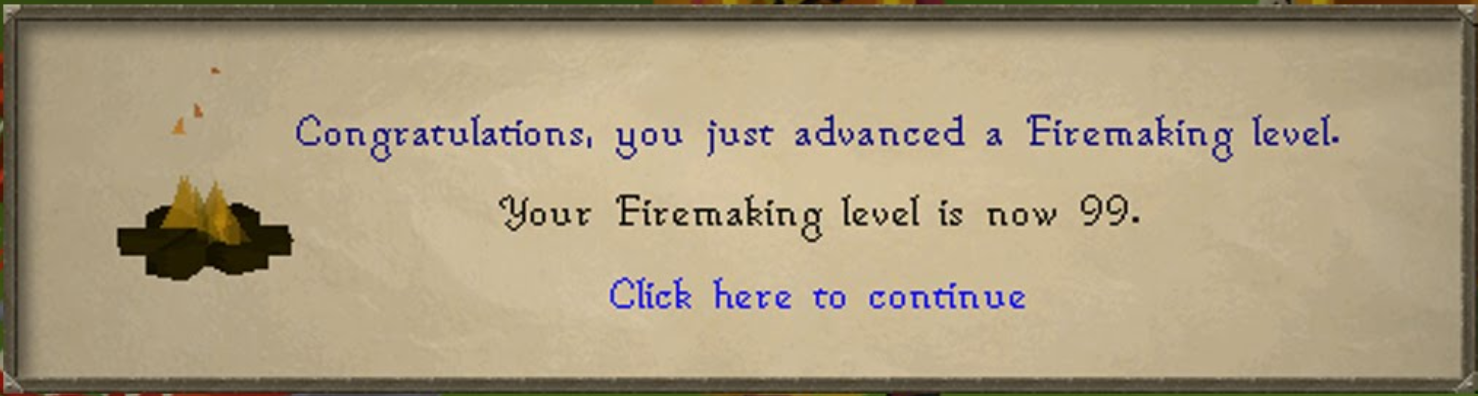 Congratulations, you just advanced a Firemaking level.
Your Firemaking level is now 99.
Click here to continue